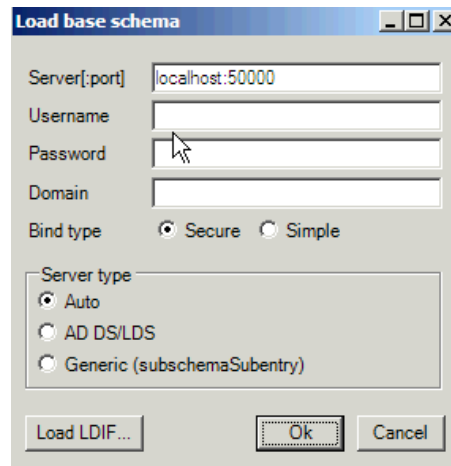 Load base schema
Server[:port] localhost:50000
Username
Password
Domain
Bind type Secure Simple
Server type
Auto
AD DS/LDS
Generic (subschemaSubentry)
Load LDIF... Ok Cancel